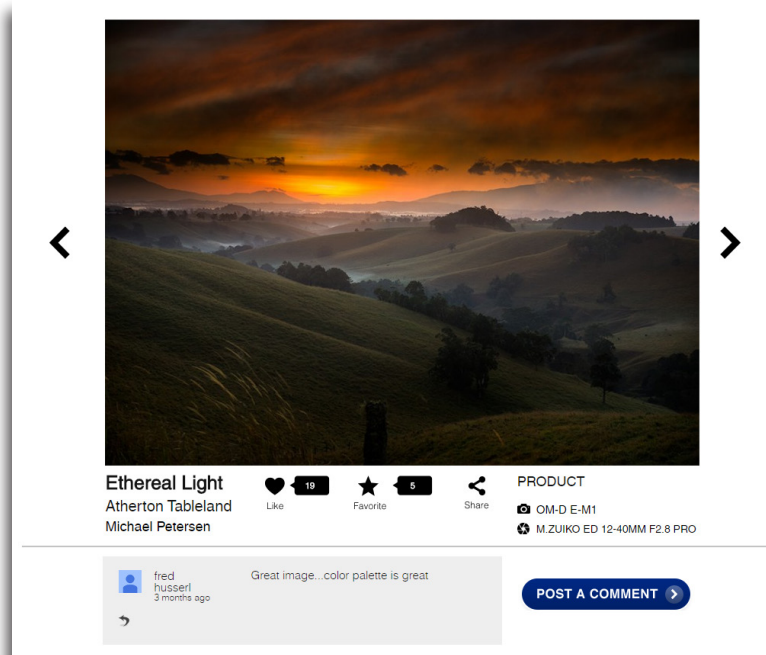 Ethereal Light
Atherton Tableland
Michael Petersen
19
Like
5
Favorite
Share
PRODUCT
OM-D E-M1
M.ZUIKO ED 12-40MM F2.8 PRO
fred
husserl
3 months ago
Great image...color palette is great
POST A COMMENT